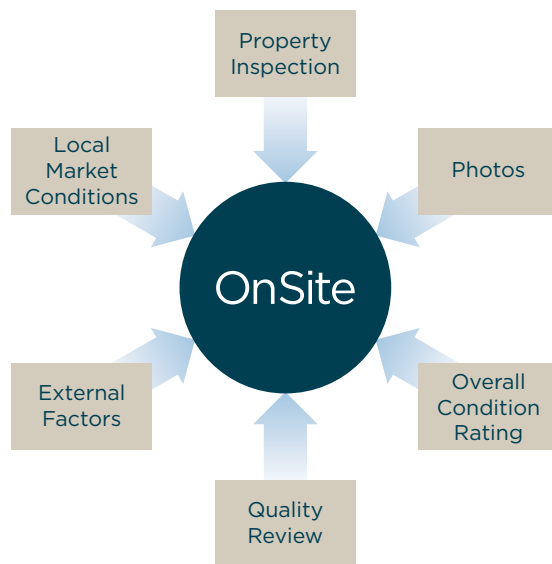 Property
Inspection
Local
Market
Conditions
Photos
OnSite
External
Factors
Overall
Condition
Rating
Quality
Review